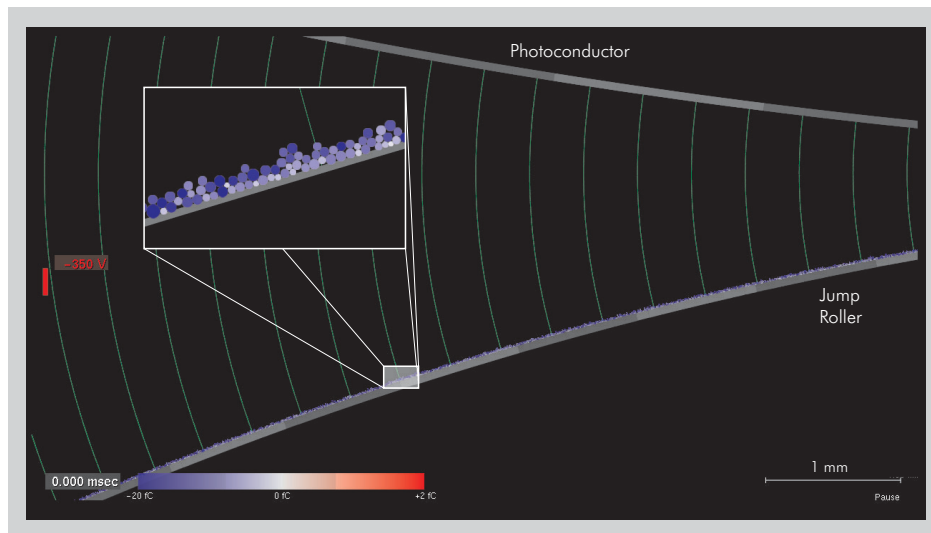 Photoconductor
−350 V
Jump
Roller
1 mm
0.000 msec
−20 fC
0 fC
+2 fC
Pause